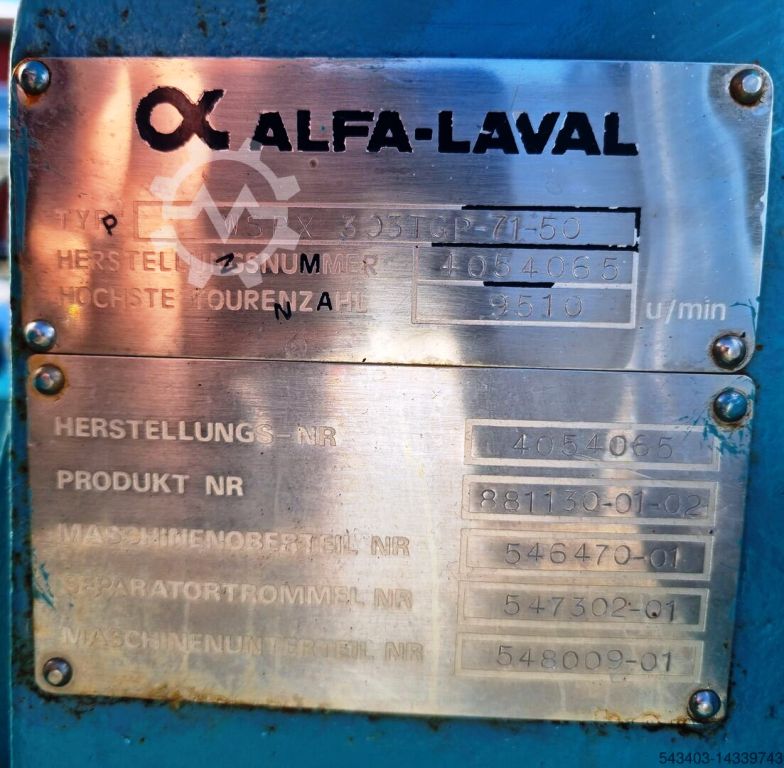 ALFA-LAVAL
TYP WSPX 303TGP-71-50
HERSTELLUNGSNUMMER 4054065
HÖCHSTE TOURENZAHL 9510 u/min
HERSTELLUNGS-NR 4054065
PRODUKT NR 881130-01-02
MASCHINENOBERTEIL NR 546470-01
SEPARATORTROMMEL NR 547302-01
MASCHINENUNTERTEIL NR 548009-01
543403-14339743